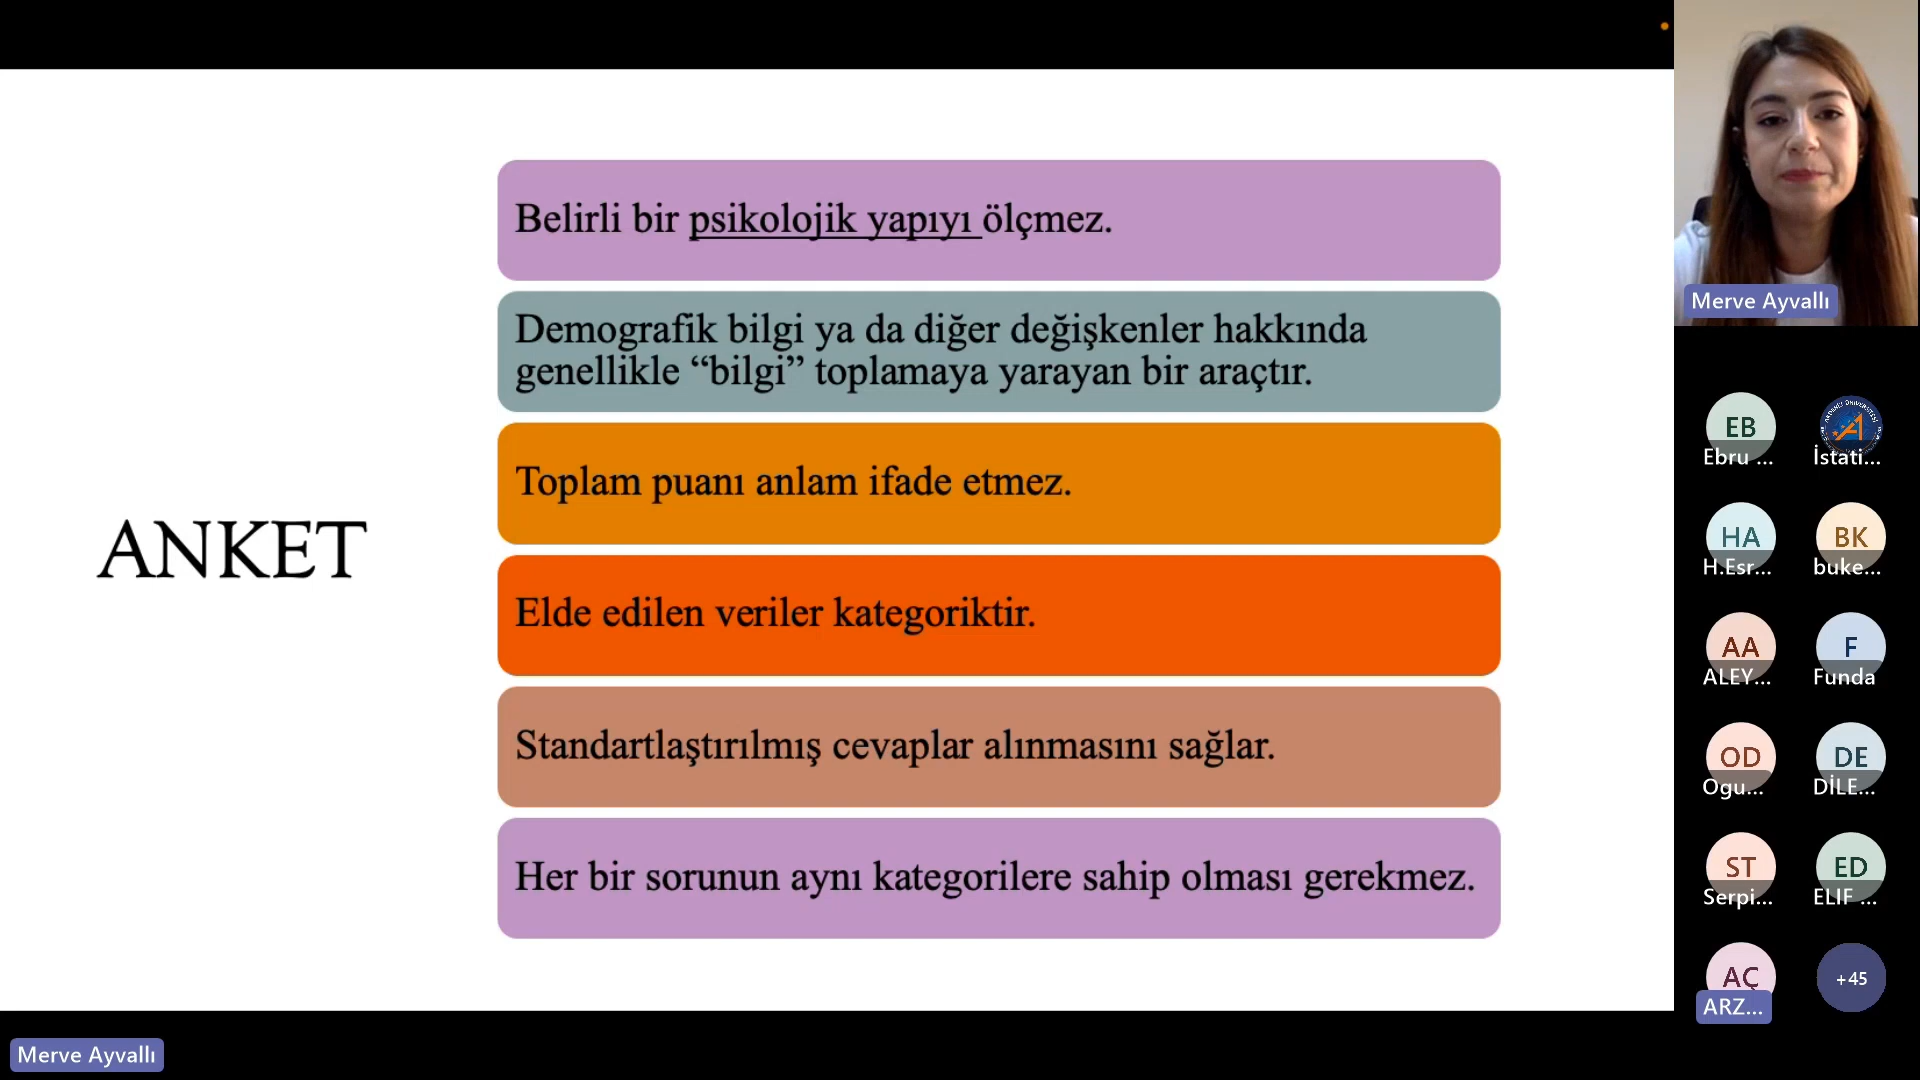 ANKET
Belirli bir psikolojik yapıyı ölçmez.
Demografik bilgi ya da diğer değişkenler hakkında
genellikle “bilgi” toplamaya yarayan bir araçtır.
Toplam puanı anlam ifade etmez.
Elde edilen veriler kategoriktir.
Standartlaştırılmış cevaplar alınmasını sağlar.
Her bir sorunun aynı kategorilere sahip olması gerekmez.
Merve Ayvallı
Merve Ayvallı
EB
Ebru ...
İstati...
HA
H.Esr...
BK
buke...
AA
ALEY...
F
Funda
OD
Ogu...
DE
DİLE...
ST
Serpi...
ED
ELIF ...
AÇ
ARZ...
+45